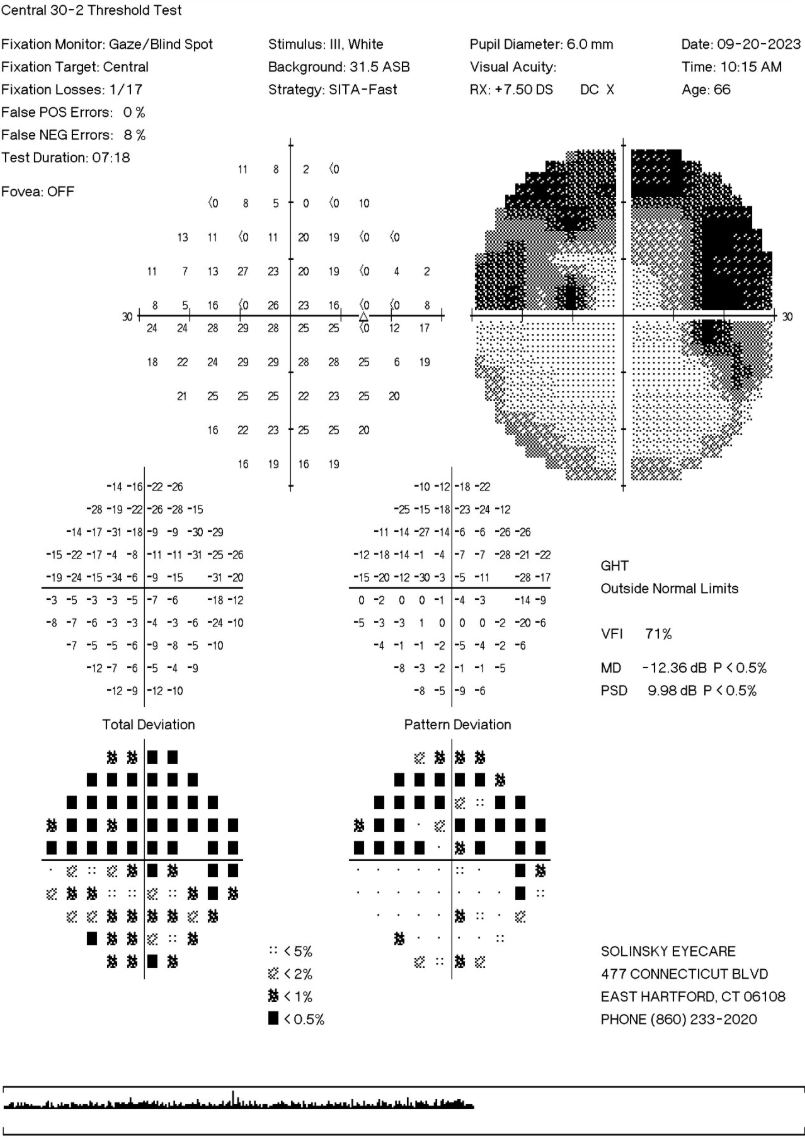 Central 30-2 Threshold Test
Fixation Monitor: Gaze/Blind Spot
Fixation Target: Central
Fixation Losses: 1/17
False POS Errors: 0 %
False NEG Errors: 8 %
Test Duration: 07:18
Fovea: OFF
Stimulus: III, White
Background: 31.5 ASB
Strategy: SITA-Fast
Pupil Diameter: 6.0 mm
Visual Acuity:
RX: +7.50 DS DC X
Date: 09-20-2023
Time: 10:15 AM
Age: 66
11 8 2 <0
<0 8 5 0 <0 10
13 11 <0 11 20 19 <0 <0
11 7 13 27 23 20 19 <0 4 2
8 5 16 <0 26 23 16 <0 <0 8
30
24 24 28 29 28 25 25 <0 12 17
18 22 24 29 29 28 28 25 6 19
21 25 25 25 22 23 25 20
16 22 23 25 25 20
16 19 16 19
30
-14 -16 -22 -26
-28 -19 -22 -26 -28 -15
-14 -17 -31 -18 -9 -9 -30 -29
-15 -22 -17 -4 -8 -11 -11 -31 -25 -26
-19 -24 -15 -34 -6 -9 -15 -31 -20
-3 -5 -3 -3 -5 -7 -6 -18 -12
-8 -7 -6 -3 -3 -4 -3 -6 -24 -10
-7 -5 -5 -6 -9 -8 -5 -10
-12 -7 -6 -5 -4 -9
-12 -9 -12 -10
Total Deviation
-10 -12 -18 -22
-25 -15 -18 -23 -24 -12
-11 -14 -27 -14 -6 -6 -26 -26
-12 -18 -14 -1 -4 -7 -7 -28 -21 -22
-15 -20 -12 -30 -3 -5 -11 -28 -17
0 -2 0 0 -1 -4 -3 -14 -9
-5 -3 -3 1 0 0 0 -2 -20 -6
-4 -1 -1 -2 -5 -4 -2 -6
-8 -3 -2 -1 -1 -5
-8 -5 -9 -6
Pattern Deviation
GHT
Outside Normal Limits
VFI 71%
MD -12.36 dB P < 0.5%
PSD 9.98 dB P < 0.5%
< 5%
< 2%
< 1%
< 0.5%
SOLINSKY EYECARE
477 CONNECTICUT BLVD
EAST HARTFORD, CT 06108
PHONE (860) 233-2020